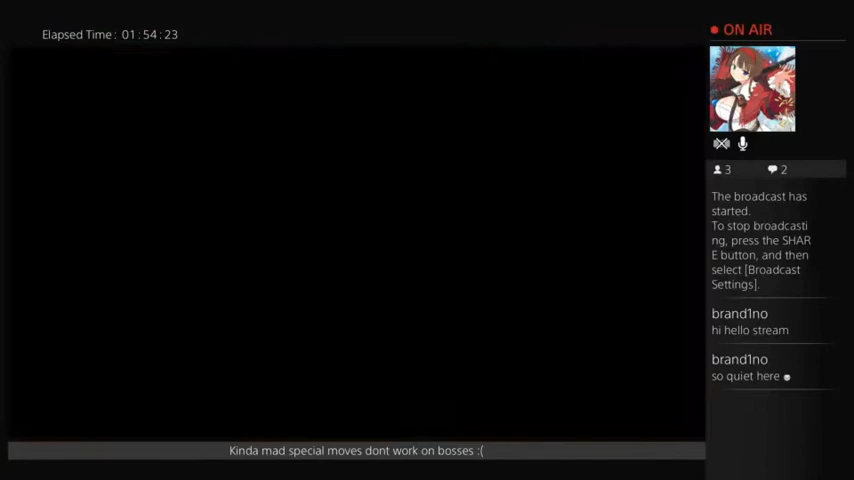 Elapsed Time: 01:54:23
ON AIR
3
2
The broadcast has
started.
To stop broadcasti
ng, press the SHAR
E button, and then
select [Broadcast
Settings].
brand1no
hi hello stream
brand1no
so quiet here
Kinda mad special moves dont work on bosses :(